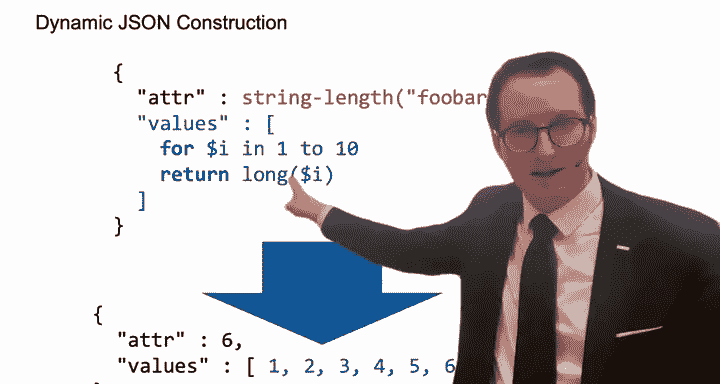 Dynamic JSON Construction
{
"attr" : string-length("foobar
"values" : [
for $i in 1 to 10
return long($i)
]
}
{
"attr" : 6,
"values" : [ 1, 2, 3, 4, 5, 6